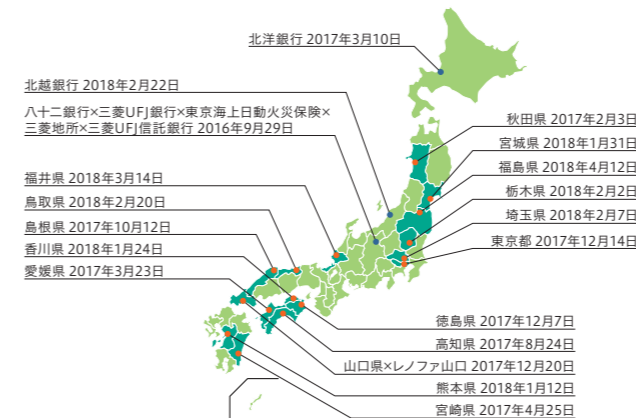 北洋銀行 2017年3月10日
北越銀行 2018年2月22日
八十二銀行×三菱UFJ銀行×東京海上日動火災保険×
三菱地所×三菱UFJ信託銀行 2016年9月29日
福井県 2018年3月14日
鳥取県 2018年2月20日
島根県 2017年10月12日
香川県 2018年1月24日
愛媛県 2017年3月23日
秋田県 2017年2月3日
宮城県 2018年1月31日
福島県 2018年4月12日
栃木県 2018年2月2日
埼玉県 2018年2月7日
東京都 2017年12月14日
徳島県 2017年12月7日
高知県 2017年8月24日
山口県×レノファ山口 2017年12月20日
熊本県 2018年1月12日
宮崎県 2017年4月25日